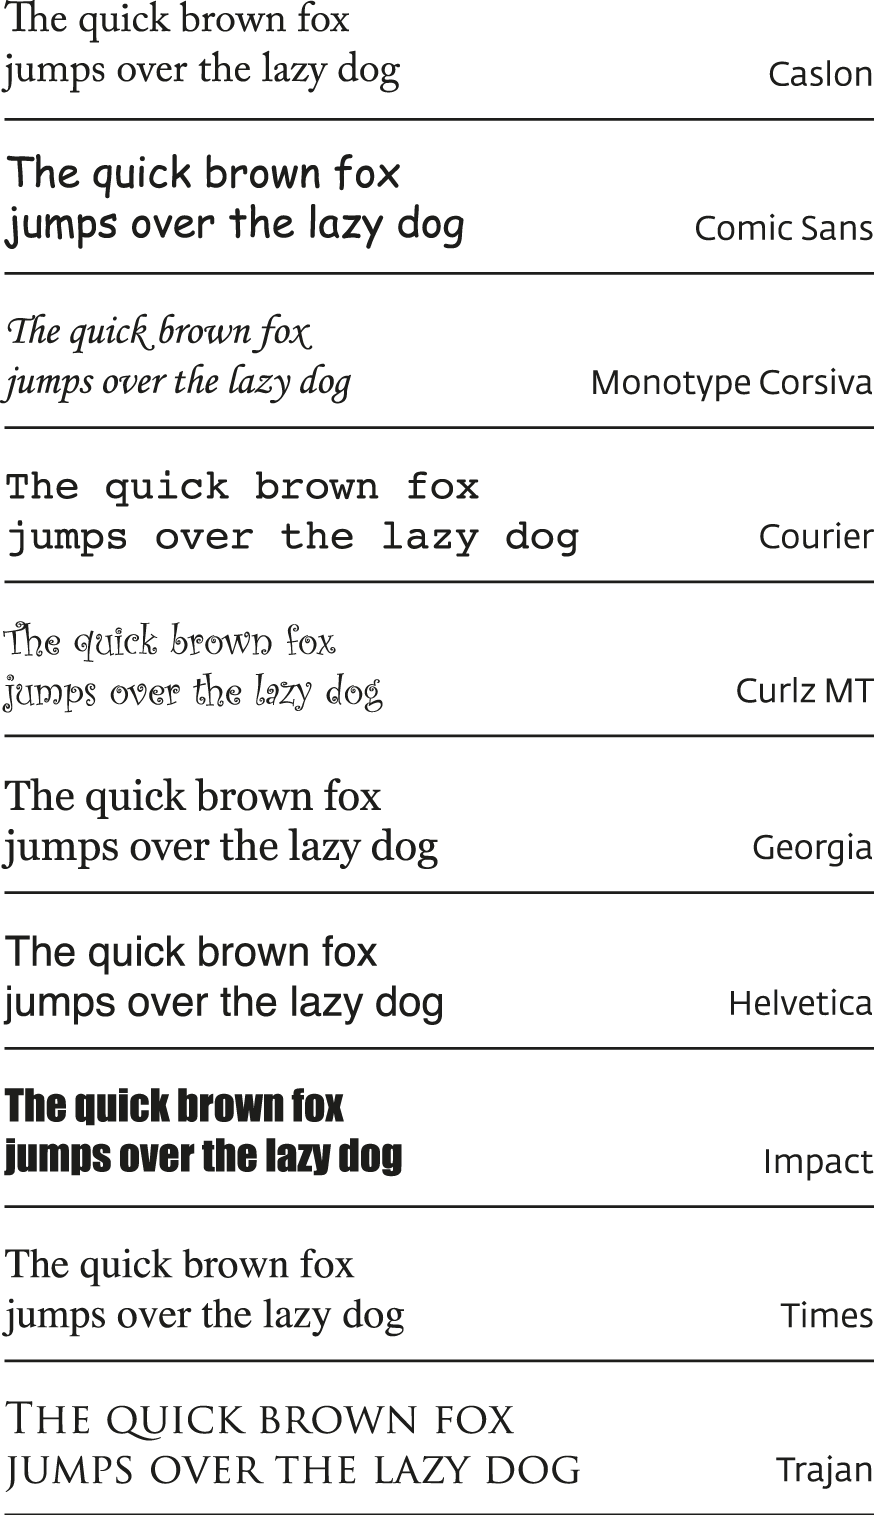 The quick brown fox
jumps over the lazy dog
Caslon
The quick brown fox
jumps over the lazy dog
Comic Sans
The quick brown fox
jumps over the lazy dog
Monotype Corsiva
The quick brown fox
jumps over the lazy dog
Courier
The quick brown fox
jumps over the lazy dog
Curlz MT
The quick brown fox
jumps over the lazy dog
Georgia
The quick brown fox
jumps over the lazy dog
Helvetica
The quick brown fox
jumps over the lazy dog
Impact
The quick brown fox
jumps over the lazy dog
Times
The quick brown fox
jumps over the lazy dog
Trajan